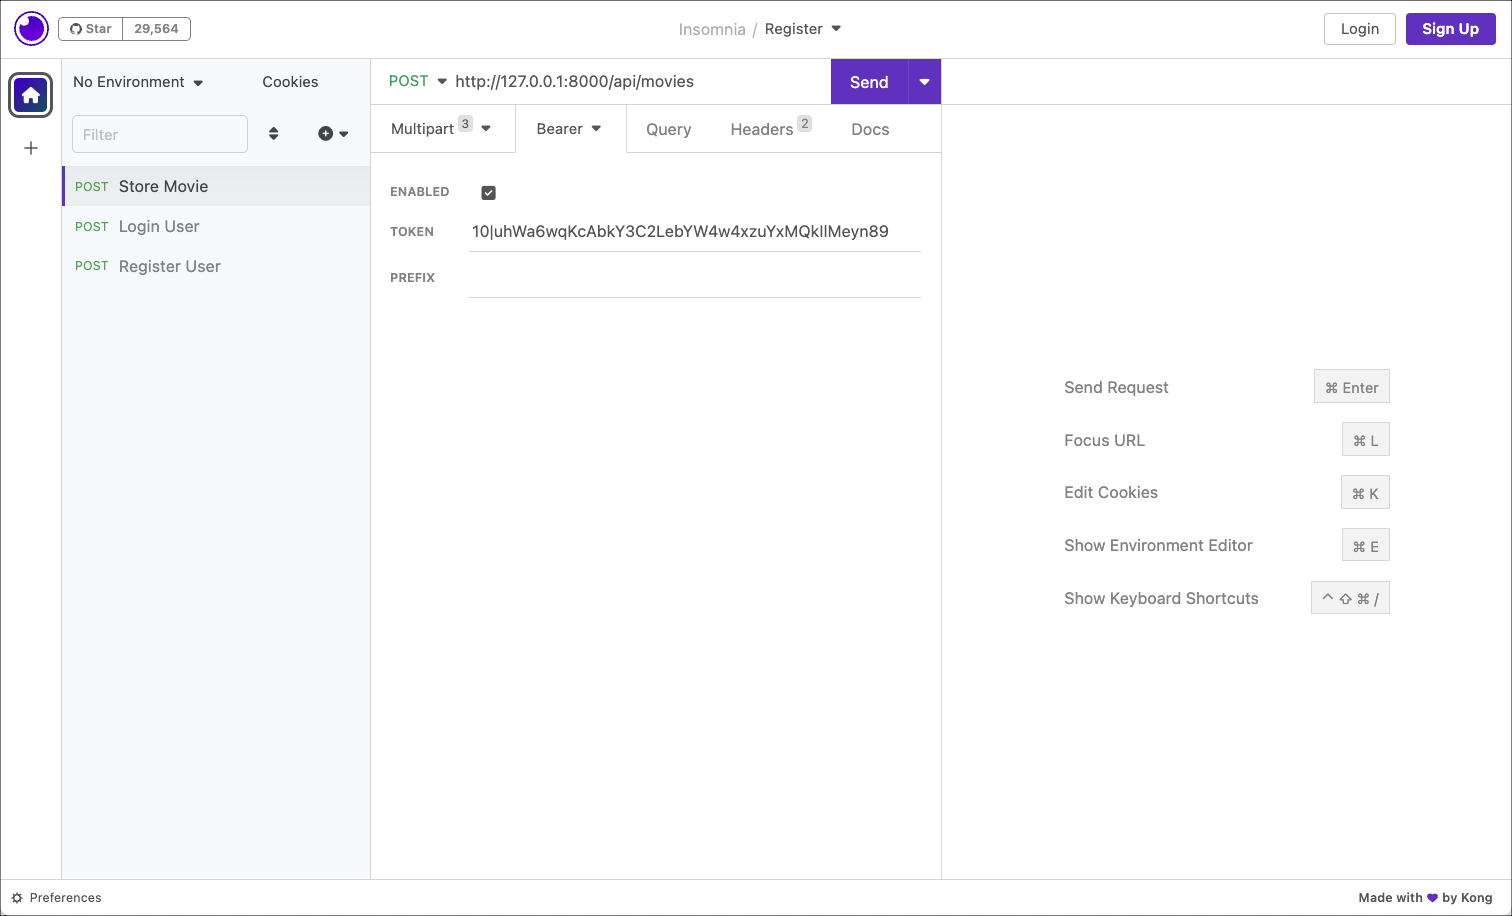 Star 29,564
Insomnia / Register
Login
Sign Up
No Environment
Cookies
Filter
POST Store Movie
POST Login User
POST Register User
POST http://127.0.0.1:8000/api/movies
Send
Multipart 3
Bearer
Query
Headers 2
Docs
ENABLED
TOKEN 10|uhWa6wqKcAbkY3C2LebYW4w4xzuYxMQkIlMeyn89
PREFIX
Send Request ⌘ Enter
Focus URL ⌘ L
Edit Cookies ⌘ K
Show Environment Editor ⌘ E
Show Keyboard Shortcuts ^ ⇧ ⌘ /
Preferences
Made with 💜 by Kong